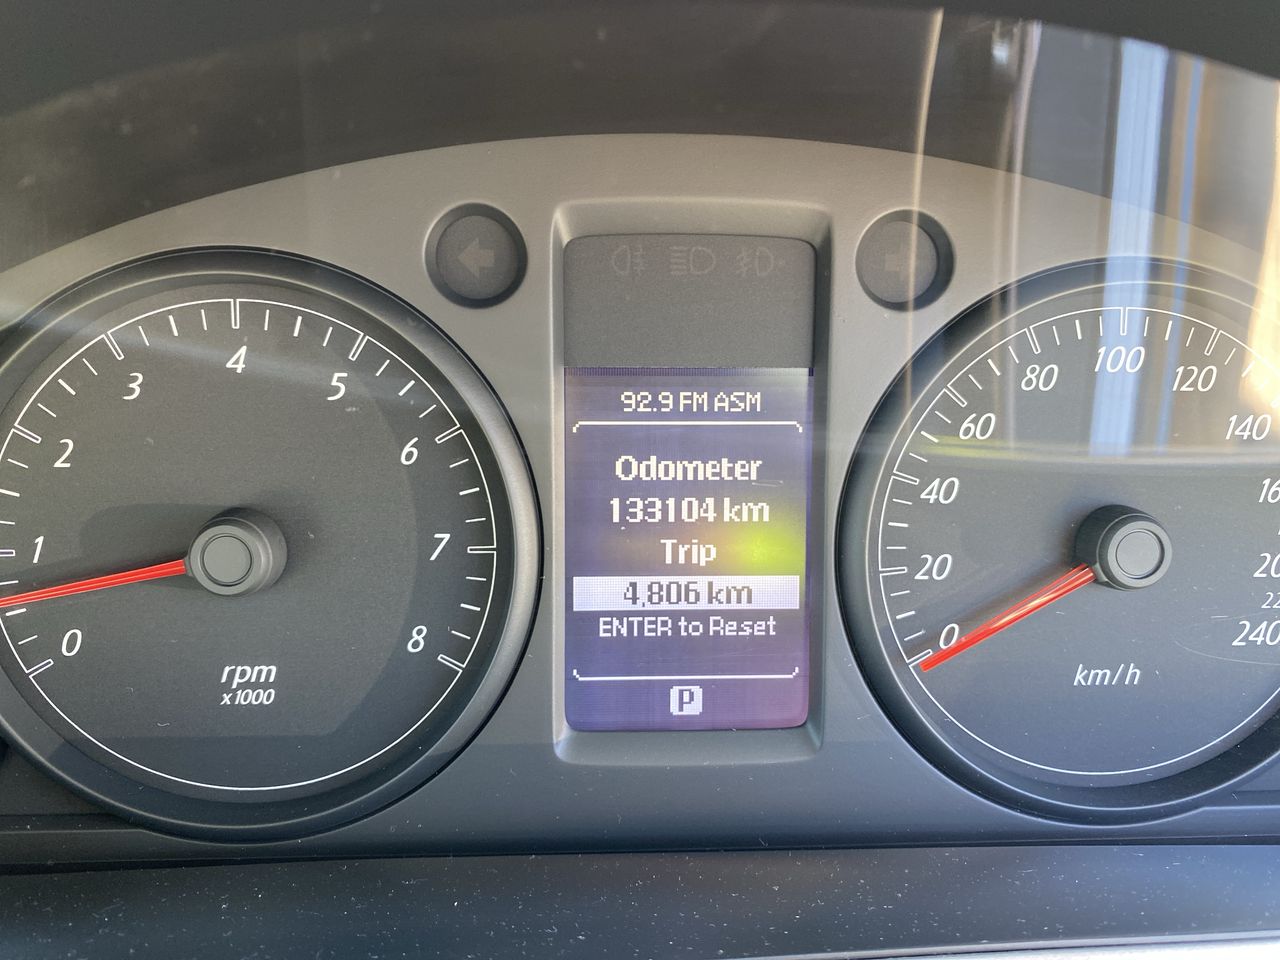 92.9 FM ASM
Odometer
133104 km
Trip
4,806 km
ENTER to Reset
P
0
1
2
3
4
5
6
7
8
rpm
x1000
0
20
40
60
80
100
120
140
240
km/h